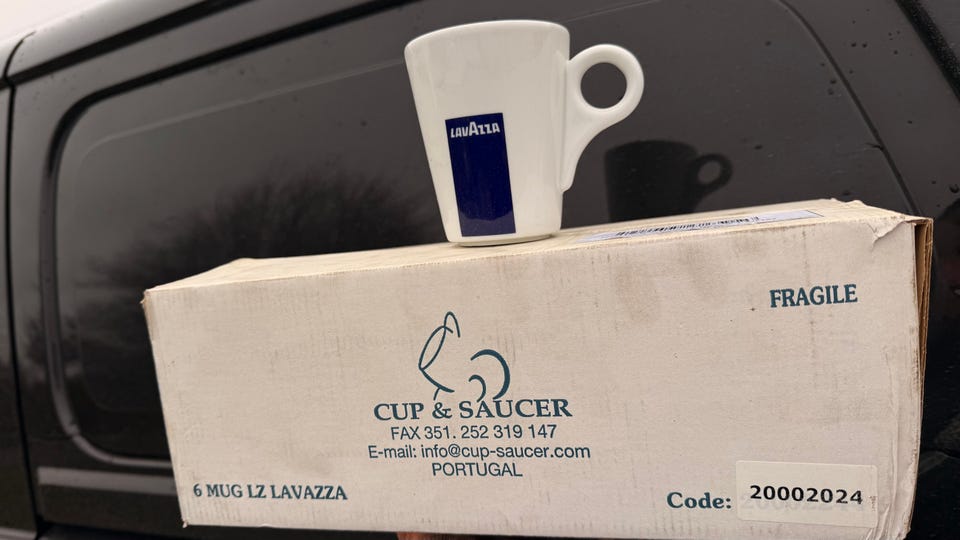 LAVAZZA
FRAGILE
CUP & SAUCER
FAX 351. 252 319 147
E-mail: info@cup-saucer.com
PORTUGAL
6 MUG LZ LAVAZZA
Code: 20002024